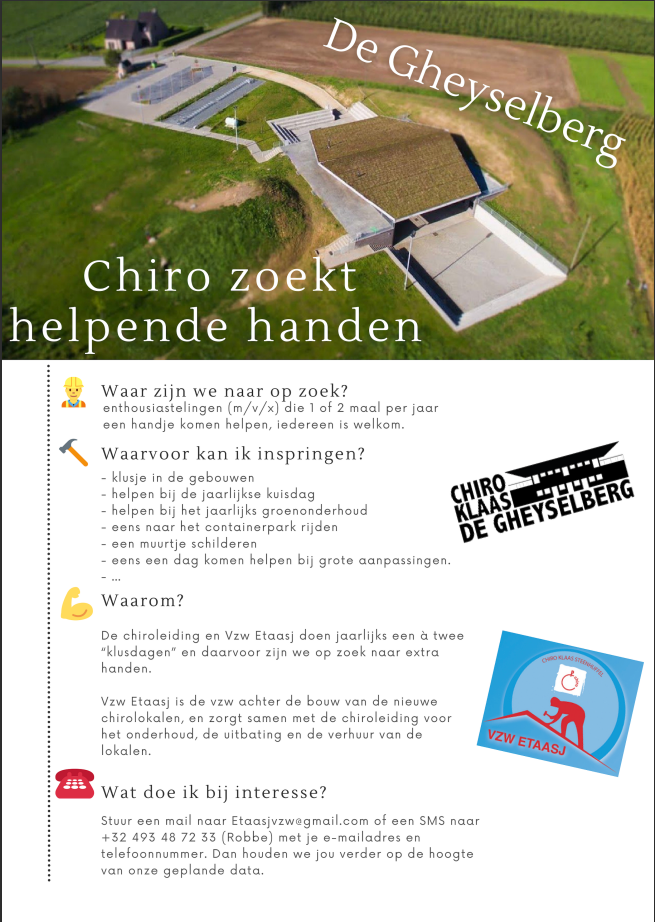 De Gheyselberg
Chiro zoekt
helpende handen
Waar zijn we naar op zoek?
enthousiastelingen (m/v/x) die 1 of 2 maal per jaar
een handje komen helpen, iedereen is welkom.
Waarvoor kan ik inspringen?
- klusje in de gebouwen
- helpen bij de jaarlijkse kuisdag
- helpen bij het jaarlijks groenonderhoud
- eens naar het containerpark rijden
- een muurtje schilderen
- eens een dag komen helpen bij grote aanpassingen.
- ...
CHIRO
KLAAS
DE GHEYSELBERG
Waarom?
De chiroleiding en Vzw Etaasj doen jaarlijks een à twee
“klusdagen” en daarvoor zijn we op zoek naar extra
handen.
Vzw Etaasj is de vzw achter de bouw van de nieuwe
chirolokalen, en zorgt samen met de chiroleiding voor
het onderhoud, de uitbating en de verhuur van de
lokalen.
CHIRO KLAAS STEENHUFFEL
VZW ETAASJ
Wat doe ik bij interesse?
Stuur een mail naar Etaasjvzw@gmail.com of een SMS naar
+32 493 48 72 33 (Robbe) met je e-mailadres en
telefoonnummer. Dan houden we jou verder op de hoogte
van onze geplande data.